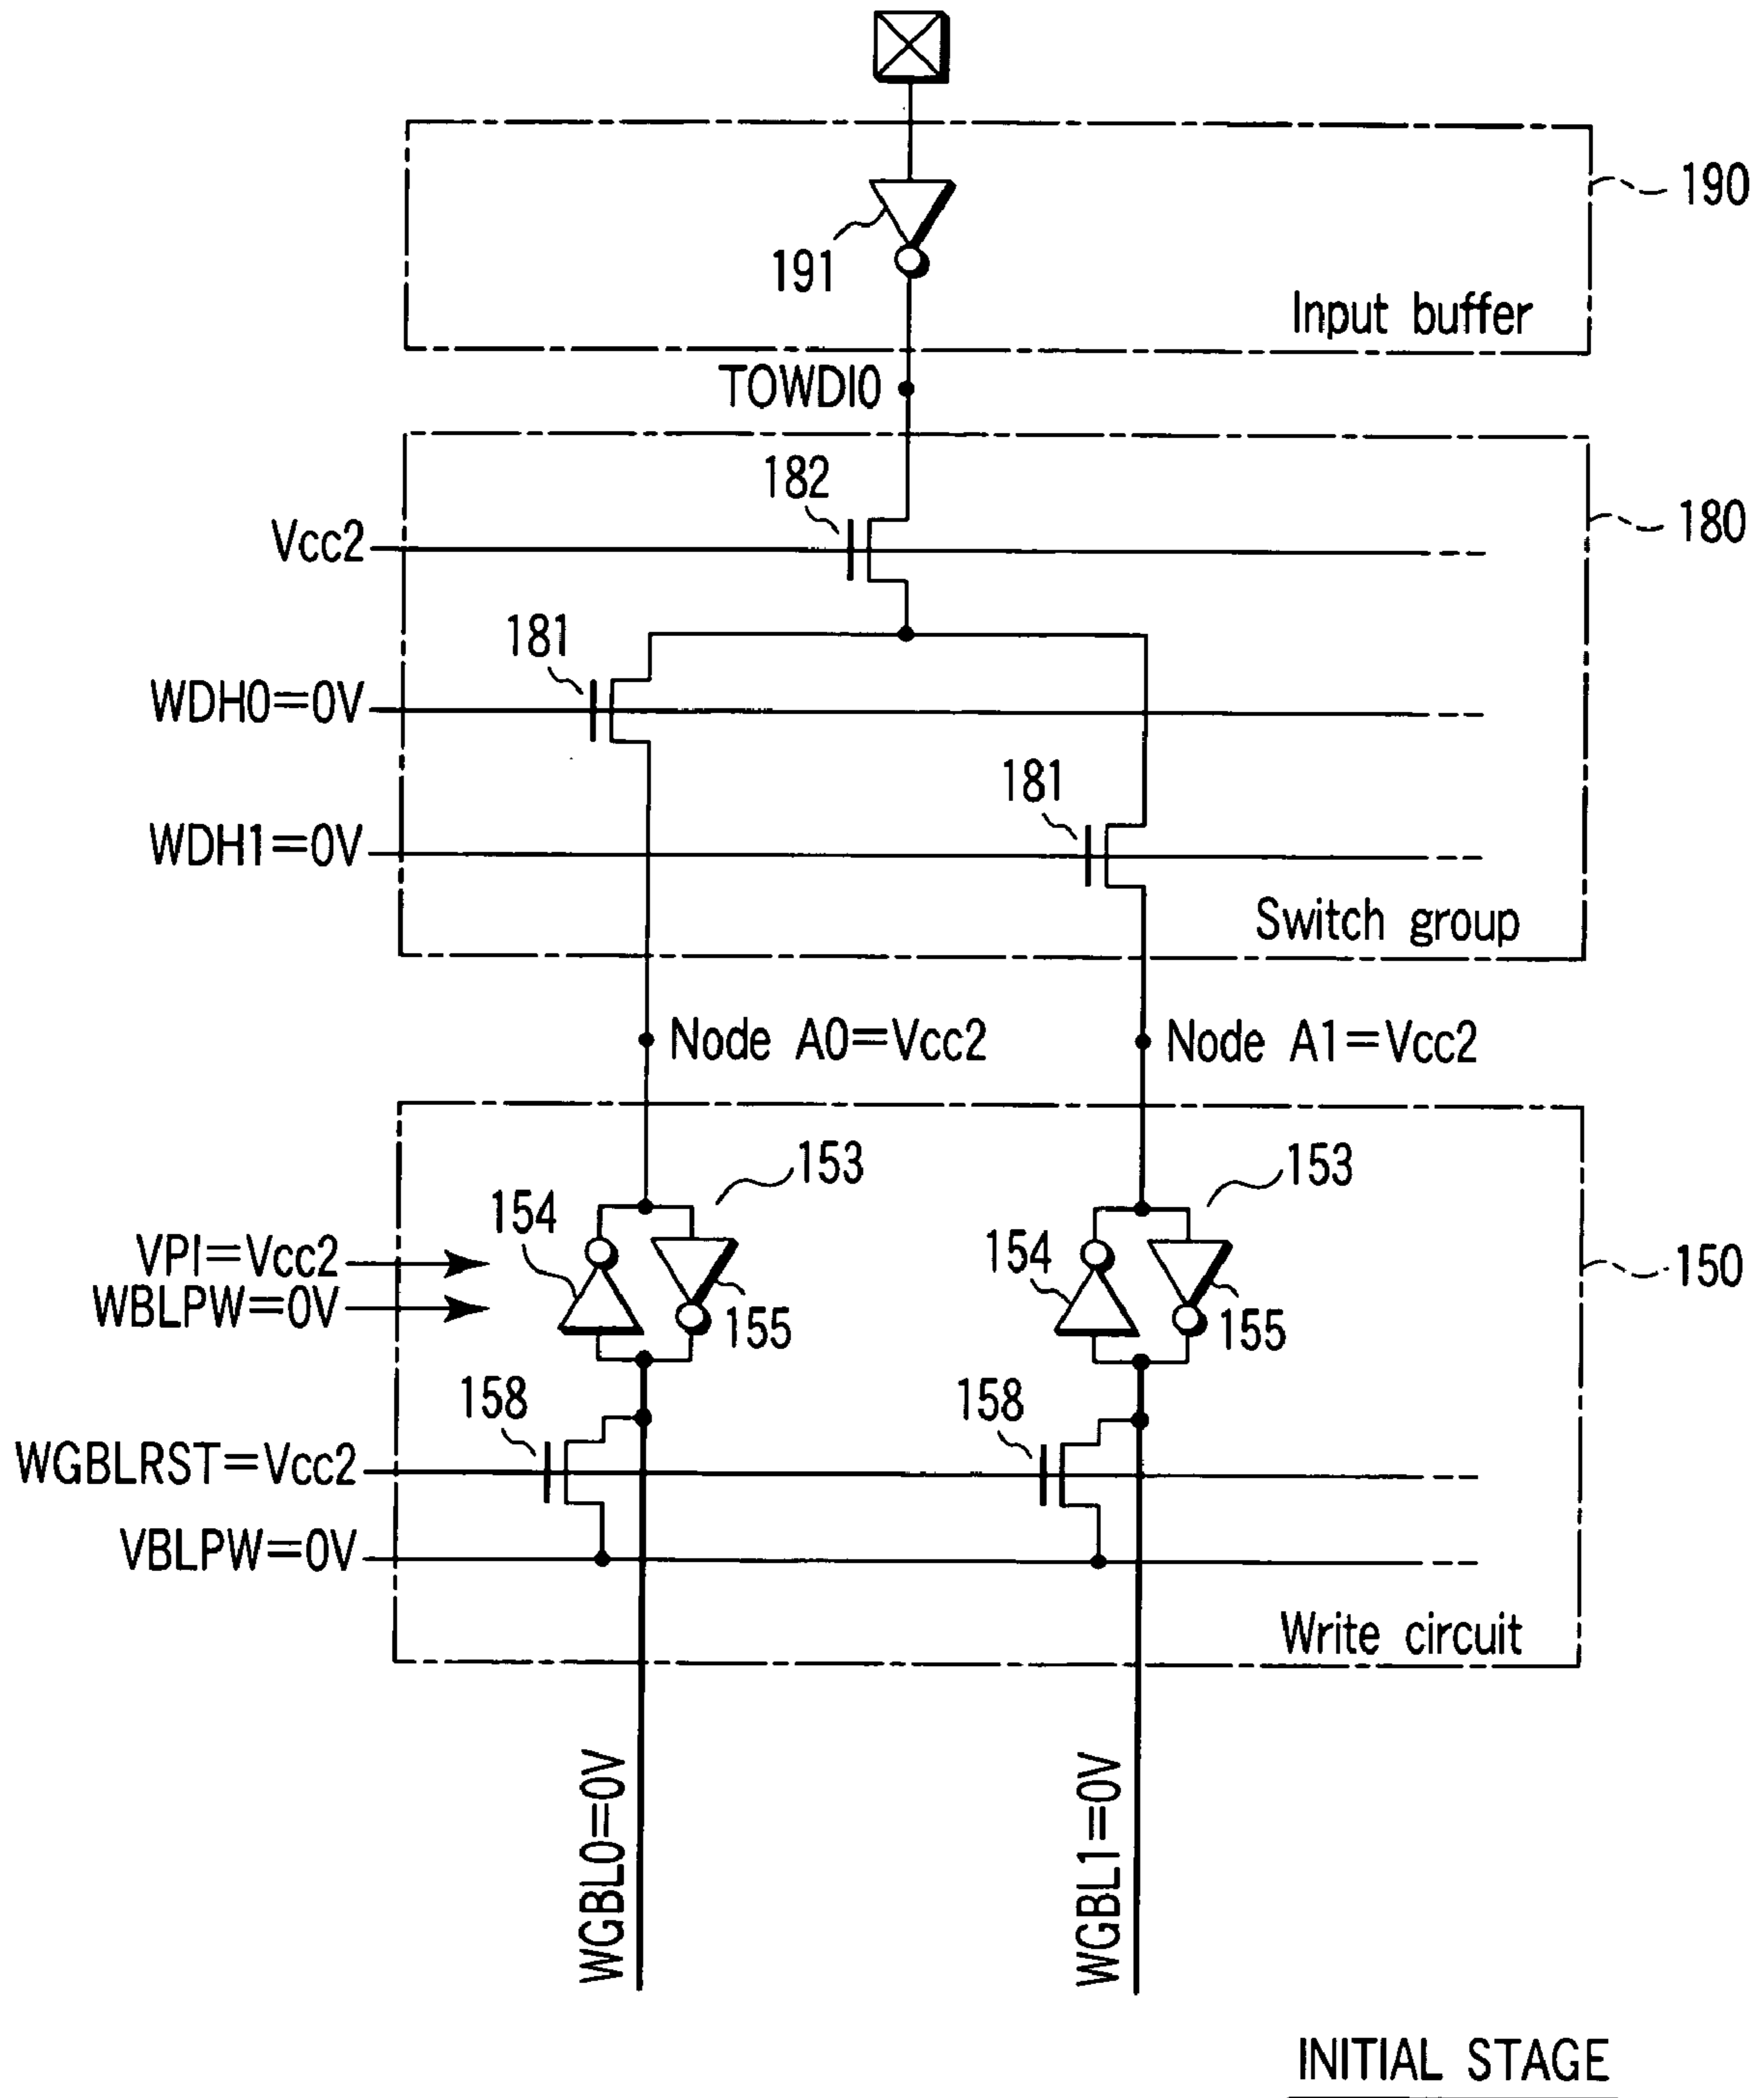 190
191
Input buffer
TOWDI0
182
Vcc2
180
181
WDH0=0V
181
WDH1=0V
Switch group
Node A0=Vcc2
Node A1=Vcc2
153
153
154
154
VPI=Vcc2
150
WBLPW=0V
155
155
158
158
WGBLRST=Vcc2
VBLPW=0V
Write circuit
WGBL0=0V
WGBL1=0V
INITIAL STAGE